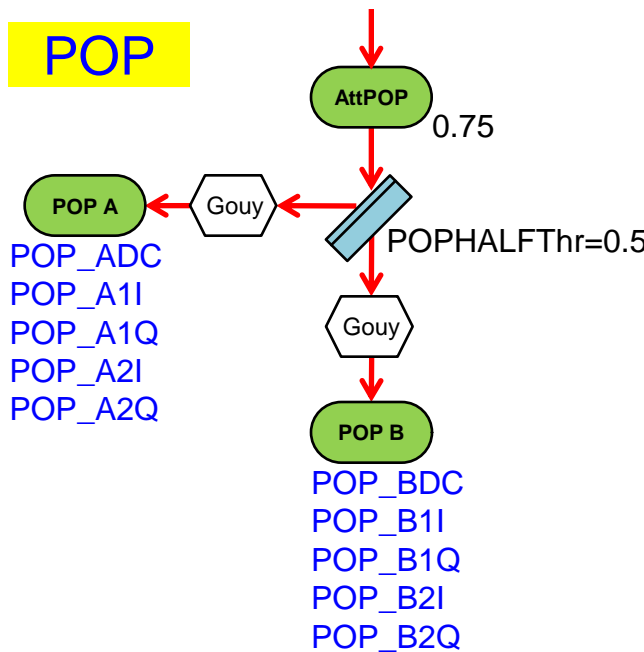 POP
AttPOP
0.75
POP A
Gouy
POPHALFThr=0.5
POP_ADC
POP_A1I
POP_A1Q
POP_A2I
POP_A2Q
Gouy
POP B
POP_BDC
POP_B1I
POP_B1Q
POP_B2I
POP_B2Q